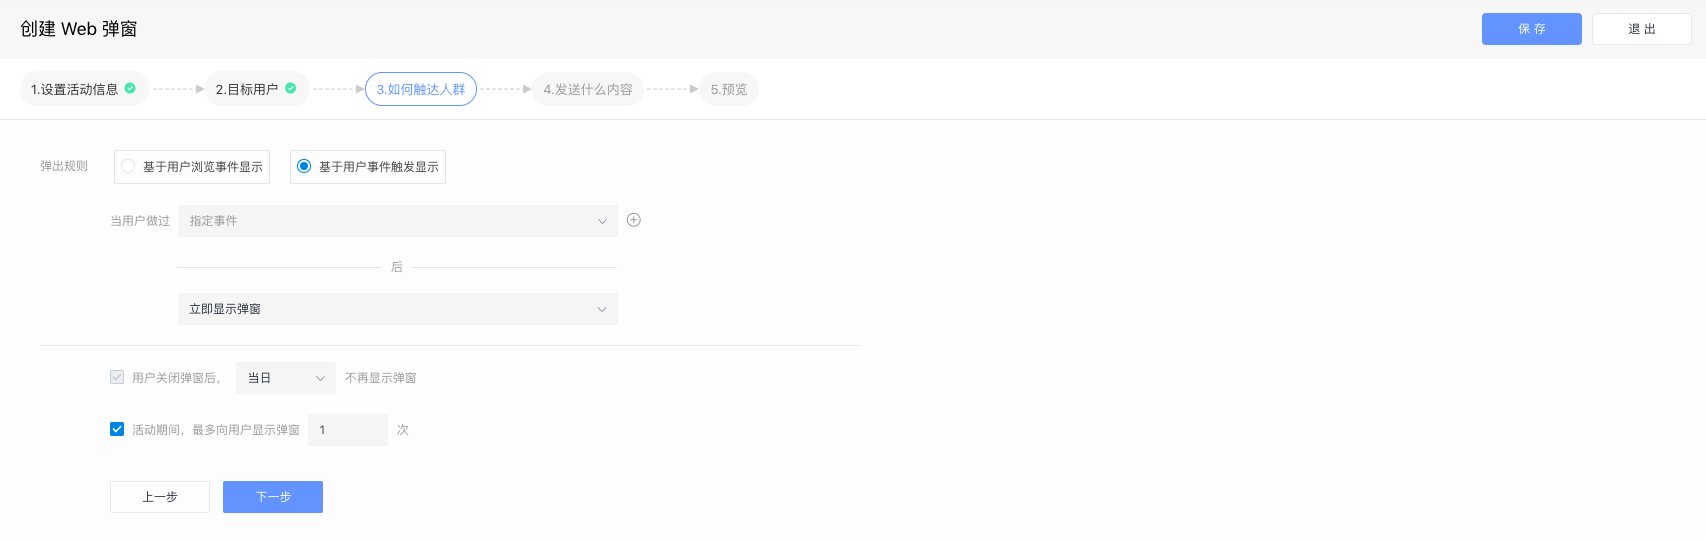 创建 Web 弹窗
保 存 退 出
1.设置活动信息 2.目标用户 3.如何触达人群 4.发送什么内容 5.预览
弹出规则 基于用户浏览事件显示 基于用户事件触发显示
当用户做过 指定事件
后
立即显示弹窗
用户关闭弹窗后, 当日 不再显示弹窗
活动期间，最多向用户显示弹窗 1 次
上一步 下一步